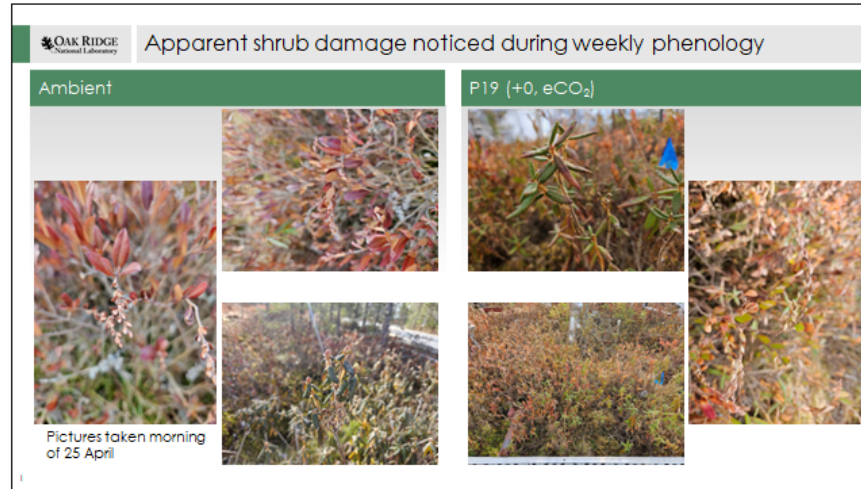 OAK RIDGE
National Laboratory
Apparent shrub damage noticed during weekly phenology
Ambient
P19 (+0, eCO₂)
Pictures taken morning
of 25 April